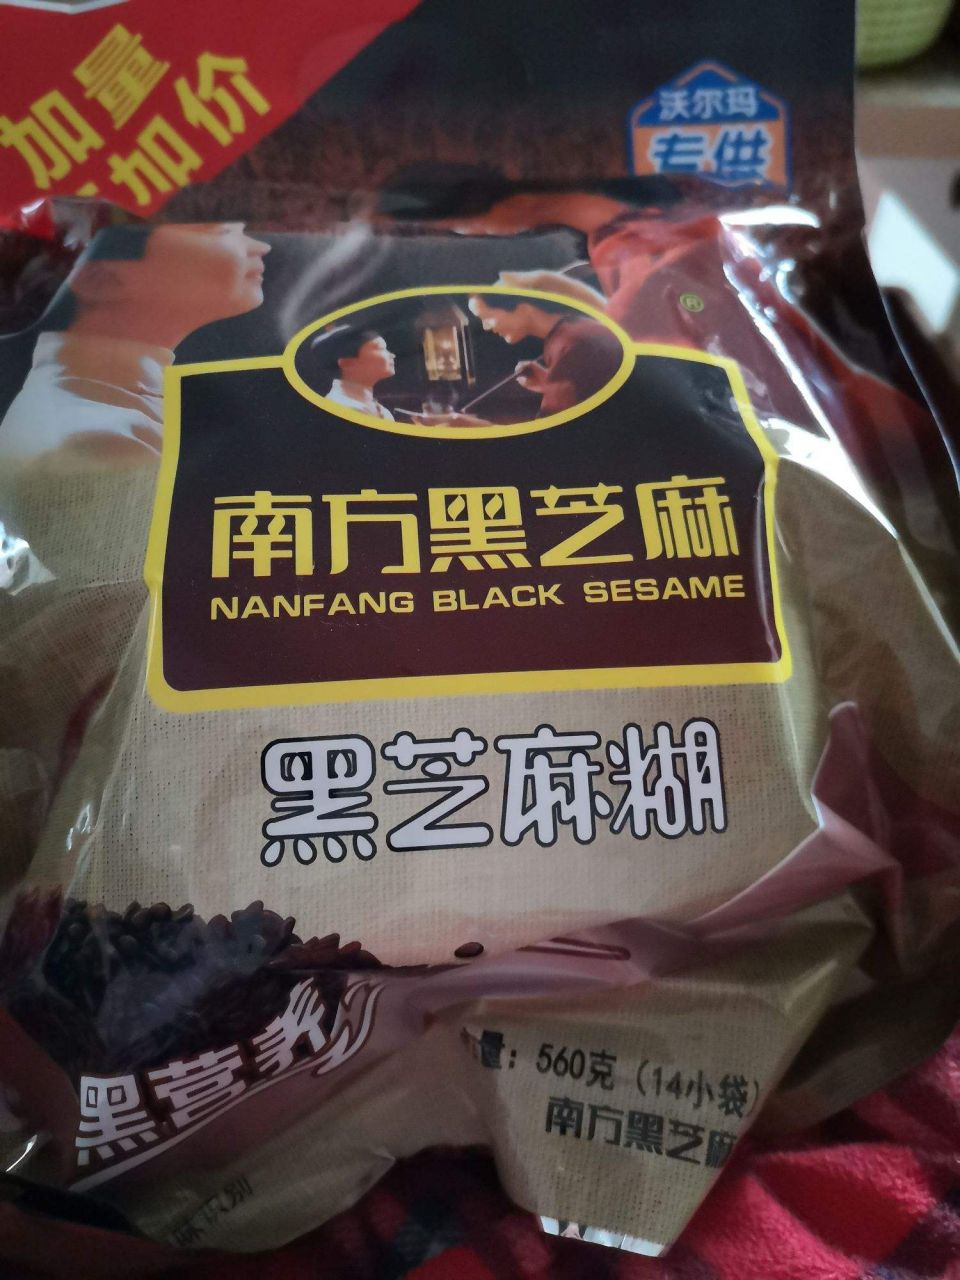 加量
加价
沃尔玛
专供
®
南方黑芝麻
NANFANG BLACK SESAME
黑芝麻糊
黑营养
量：560克（14小袋）
南方黑芝麻